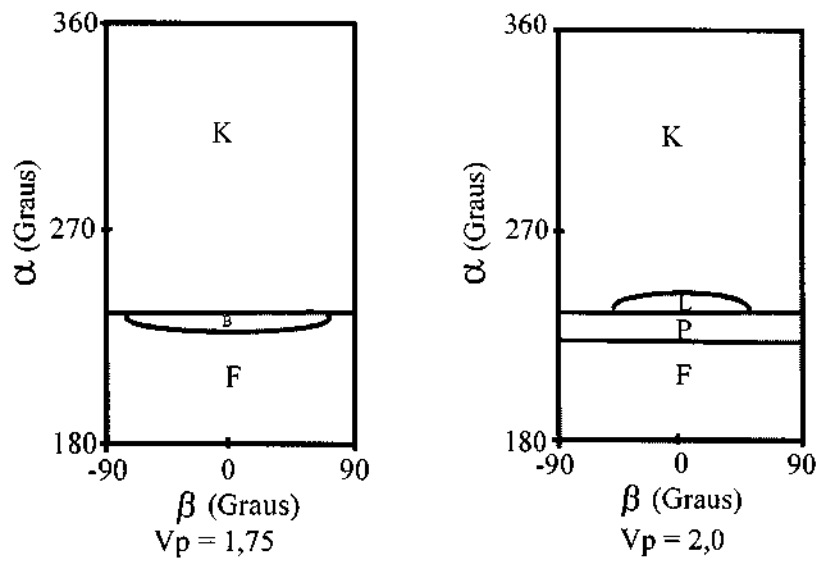 360
K
α (Graus)
270
B
F
180
-90
0
90
β (Graus)
Vp = 1,75
360
K
α (Graus)
270
L
P
F
180
-90
0
90
β (Graus)
Vp = 2,0